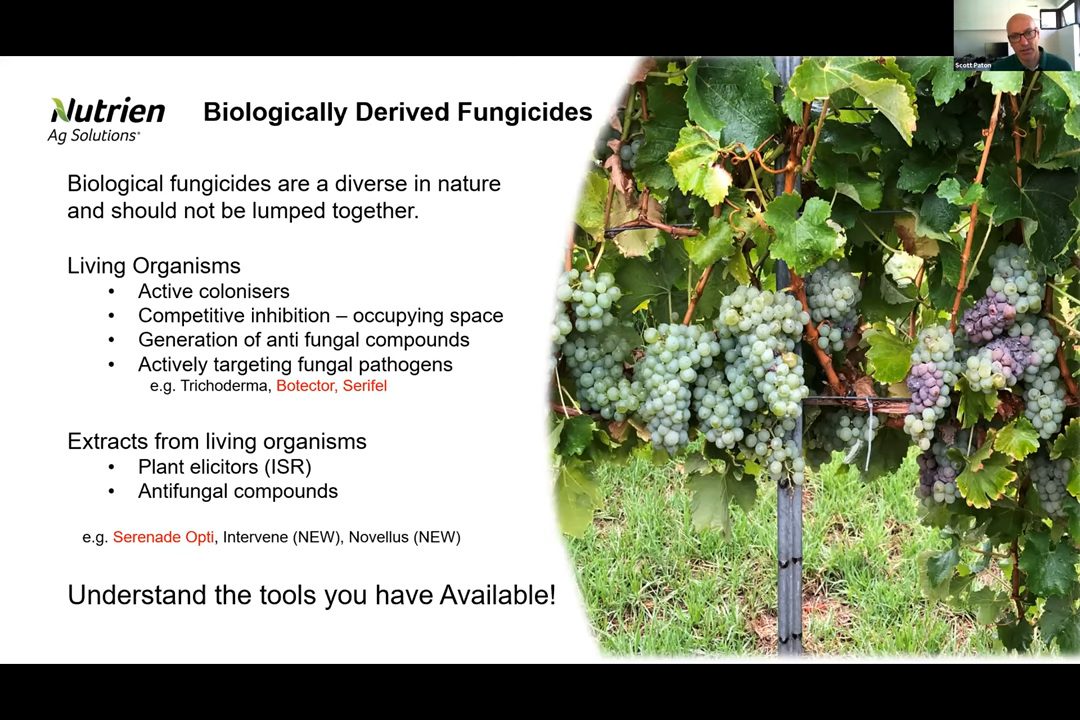 Scott Paton
Nutrien
Ag Solutions®
Biologically Derived Fungicides
Biological fungicides are a diverse in nature
and should not be lumped together.
Living Organisms
• Active colonisers
• Competitive inhibition – occupying space
• Generation of anti fungal compounds
• Actively targeting fungal pathogens
e.g. Trichoderma, Botector, Serifel
Extracts from living organisms
• Plant elicitors (ISR)
• Antifungal compounds
e.g. Serenade Opti, Intervene (NEW), Novellus (NEW)
Understand the tools you have Available!